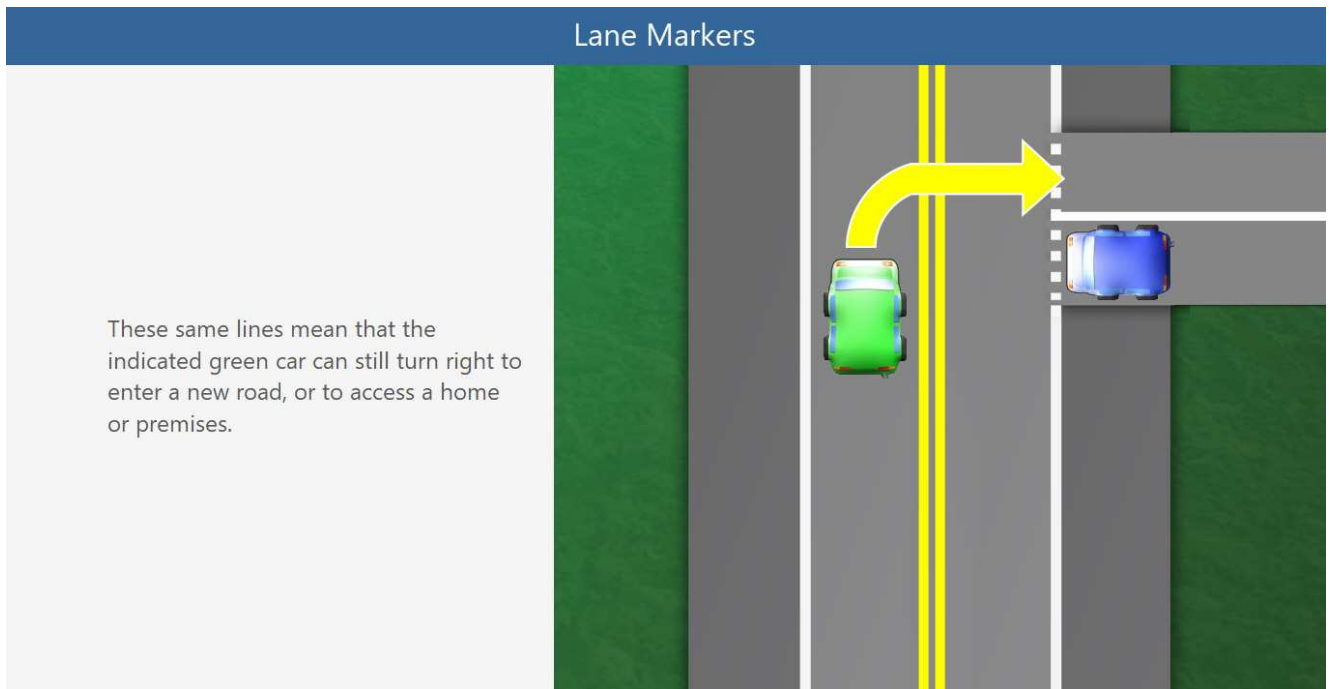 Lane Markers
These same lines mean that the
indicated green car can still turn right to
enter a new road, or to access a home
or premises.